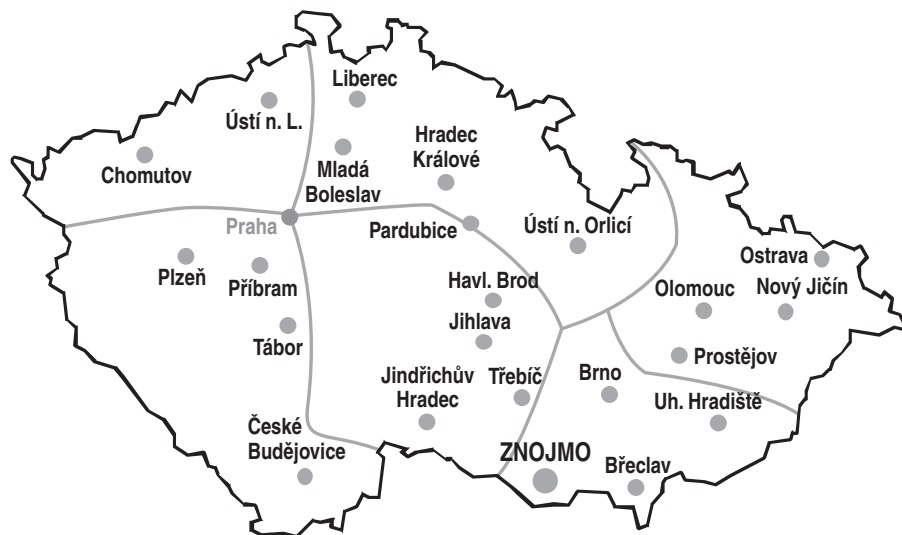 Liberec
Ústí n. L.
Hradec
Králové
Chomutov
Mladá
Boleslav
Praha
Pardubice
Ústí n. Orlicí
Ostrava
Plzeň
Příbram
Havl. Brod
Olomouc
Nový Jičín
Jihlava
Tábor
Prostějov
Jindřichův
Hradec
Třebíč
Brno
Uh. Hradiště
České
Budějovice
ZNOJMO
Břeclav